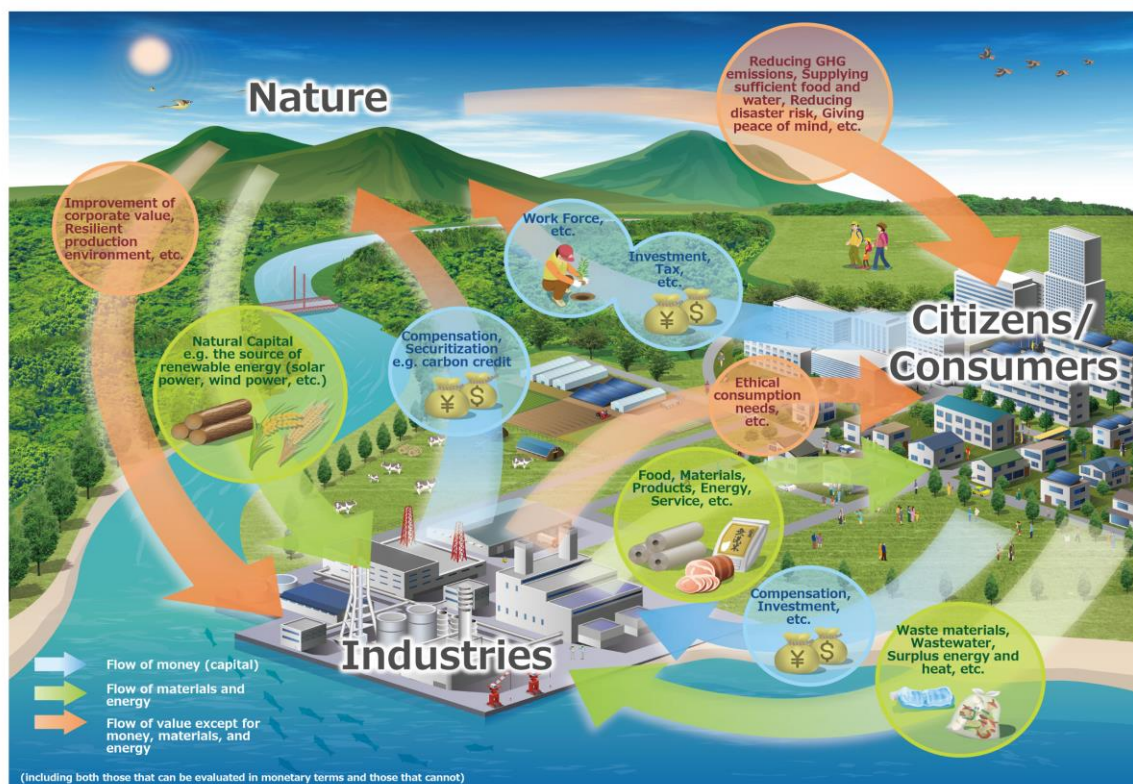 Nature
Reducing GHG
emissions, Supplying
sufficient food and
water, Reducing
disaster risk, Giving
peace of mind, etc.
Improvement of
corporate value,
Resilient
production
environment, etc.
Work Force,
etc.
Investment,
Tax,
etc.
¥ $
Natural Capital
e.g. the source of
renewable energy (solar
power, wind power, etc.)
Compensation,
Securitization
e.g. carbon credit
¥ $
Citizens/
Consumers
Ethical
consumption
needs,
etc.
Food, Materials,
Products, Energy,
Service, etc.
Compensation,
Investment,
etc.
¥ $
Waste materials,
Wastewater,
Surplus energy and
heat, etc.
Industries
Flow of money (capital)
Flow of materials and
energy
Flow of value except for
money, materials, and
energy
(including both those that can be evaluated in monetary terms and those that cannot)